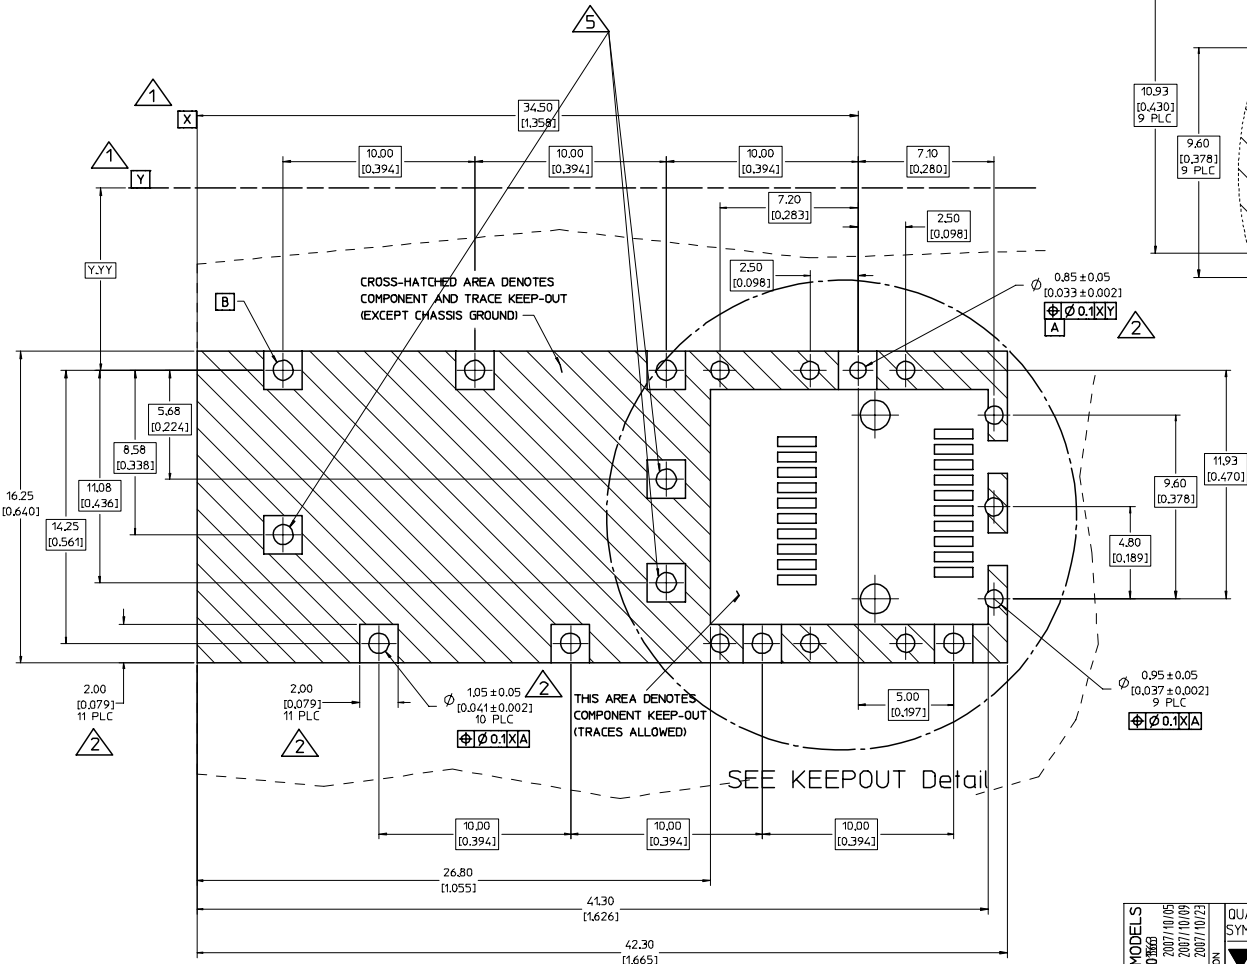 5
1
X
34.50
[1.358]
10.93
[0.430]
9 PLC
1
Y
10.00
[0.394]
10.00
[0.394]
10.00
[0.394]
7.10
[0.280]
9.60
[0.378]
9 PLC
7.20
[0.283]
2.50
[0.098]
Y.YY
2.50
[0.098]
B
CROSS-HATCHED AREA DENOTES
COMPONENT AND TRACE KEEP-OUT
(EXCEPT CHASSIS GROUND)
Ø 0.85±0.05
[0.033±0.002]
⌖ Ø 0.1 X Y
A
2
5.68
[0.224]
8.58
[0.338]
11.08
[0.436]
14.25
[0.561]
16.25
[0.640]
11.93
[0.470]
9.60
[0.378]
4.80
[0.189]
2.00
[0.079]
11 PLC
2
2.00
[0.079]
11 PLC
2
Ø 1.05±0.05
[0.041±0.002]
10 PLC
⌖ Ø 0.1 X A
2
THIS AREA DENOTES
COMPONENT KEEP-OUT
(TRACES ALLOWED)
5.00
[0.197]
Ø 0.95±0.05
[0.037±0.002]
9 PLC
⌖ Ø 0.1 X A
SEE KEEPOUT Detail
10.00
[0.394]
10.00
[0.394]
10.00
[0.394]
26.80
[1.055]
41.30
[1.626]
42.30
[1.665]
MODELS
2007/10/05
2007/10/09
2007/10/23
ON
QUA
SYM